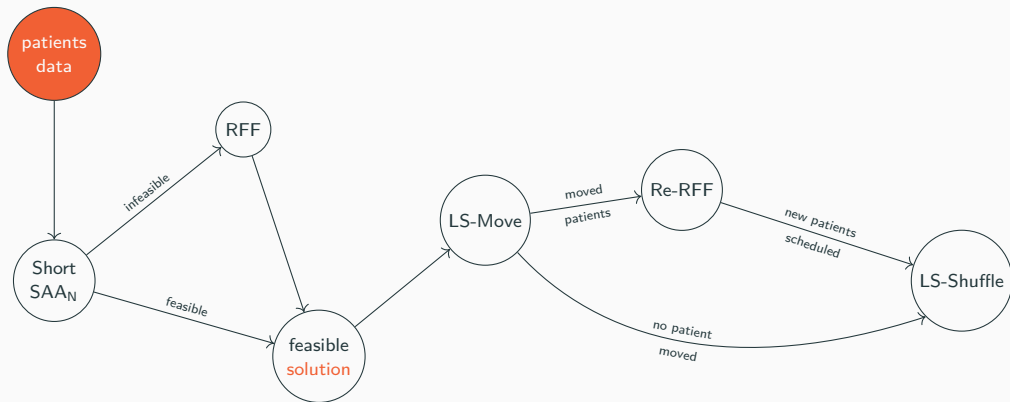 patients
data
RFF
infeasible
Short
SAA_N
feasible
feasible
solution
LS-Move
moved
patients
Re-RFF
new patients
scheduled
no patient
moved
LS-Shuffle